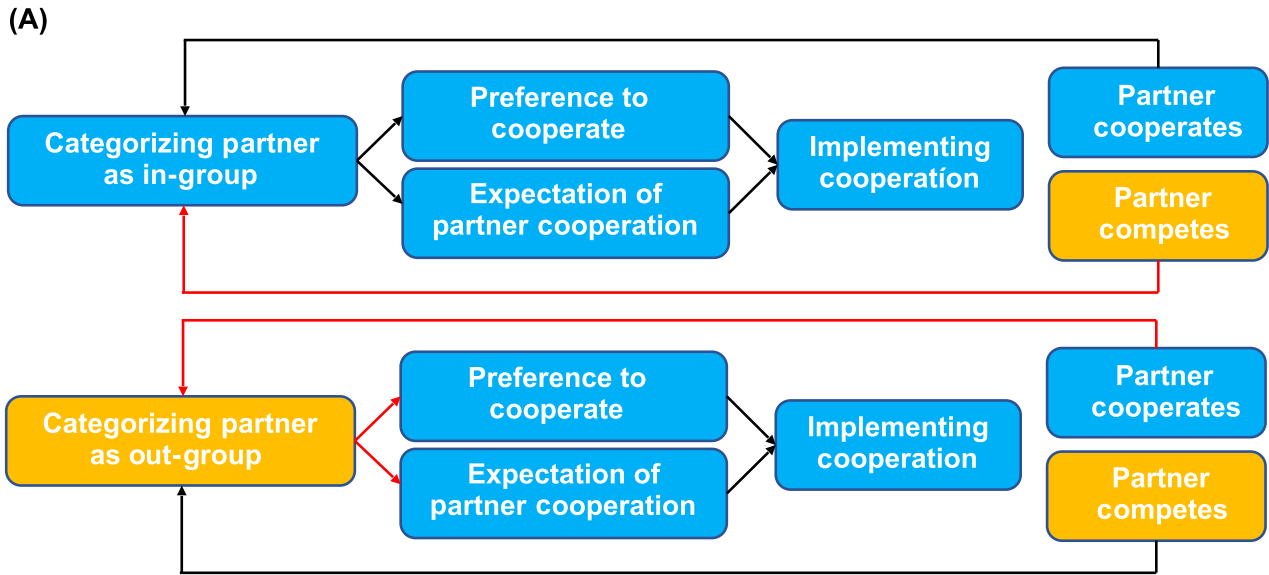 (A)
Categorizing partner
as in-group
Preference to
cooperate
Expectation of
partner cooperation
Implementing
cooperatíon
Partner
cooperates
Partner
competes
Categorizing partner
as out-group
Preference to
cooperate
Expectation of
partner cooperation
Implementing
cooperation
Partner
cooperates
Partner
competes